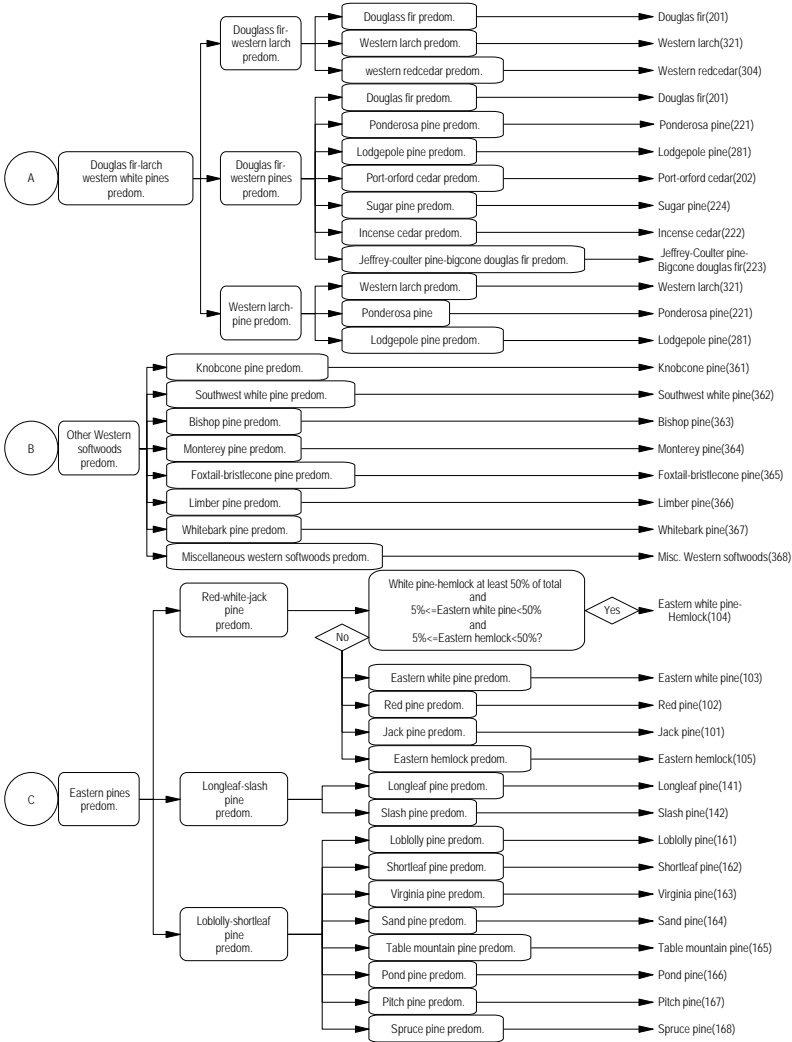 Douglass fir-
western larch
predom.
Douglass fir predom.
Douglas fir(201)
Western larch predom.
Western larch(321)
western redcedar predom.
Western redcedar(304)
A
Douglas fir-larch
western white pines
predom.
Douglas fir-
western pines
predom.
Douglas fir predom.
Douglas fir(201)
Ponderosa pine predom.
Ponderosa pine(221)
Lodgepole pine predom.
Lodgepole pine(281)
Port-orford cedar predom.
Port-orford cedar(202)
Sugar pine predom.
Sugar pine(224)
Incense cedar predom.
Incense cedar(222)
Jeffrey-coulter pine-bigcone douglas fir predom.
Jeffrey-Coulter pine-
Bigcone douglas fir(223)
Western larch-
pine predom.
Western larch predom.
Western larch(321)
Ponderosa pine
Ponderosa pine(221)
Lodgepole pine predom.
Lodgepole pine(281)
B
Other Western
softwoods
predom.
Knobcone pine predom.
Knobcone pine(361)
Southwest white pine predom.
Southwest white pine(362)
Bishop pine predom.
Bishop pine(363)
Monterey pine predom.
Monterey pine(364)
Foxtail-bristlecone pine predom.
Foxtail-bristlecone pine(365)
Limber pine predom.
Limber pine(366)
Whitebark pine predom.
Whitebark pine(367)
Miscellaneous western softwoods predom.
Misc. Western softwoods(368)
C
Eastern pines
predom.
Red-white-jack
pine
predom.
White pine-hemlock at least 50% of total
and
5%<=Eastern white pine<50%
and
5%<=Eastern hemlock<50%?
Yes
Eastern white pine-
Hemlock(104)
No
Eastern white pine predom.
Eastern white pine(103)
Red pine predom.
Red pine(102)
Jack pine predom.
Jack pine(101)
Eastern hemlock predom.
Eastern hemlock(105)
Longleaf-slash
pine
predom.
Longleaf pine predom.
Longleaf pine(141)
Slash pine predom.
Slash pine(142)
Loblolly-shortleaf
pine
predom.
Loblolly pine predom.
Loblolly pine(161)
Shortleaf pine predom.
Shortleaf pine(162)
Virginia pine predom.
Virginia pine(163)
Sand pine predom.
Sand pine(164)
Table mountain pine predom.
Table mountain pine(165)
Pond pine predom.
Pond pine(166)
Pitch pine predom.
Pitch pine(167)
Spruce pine predom.
Spruce pine(168)